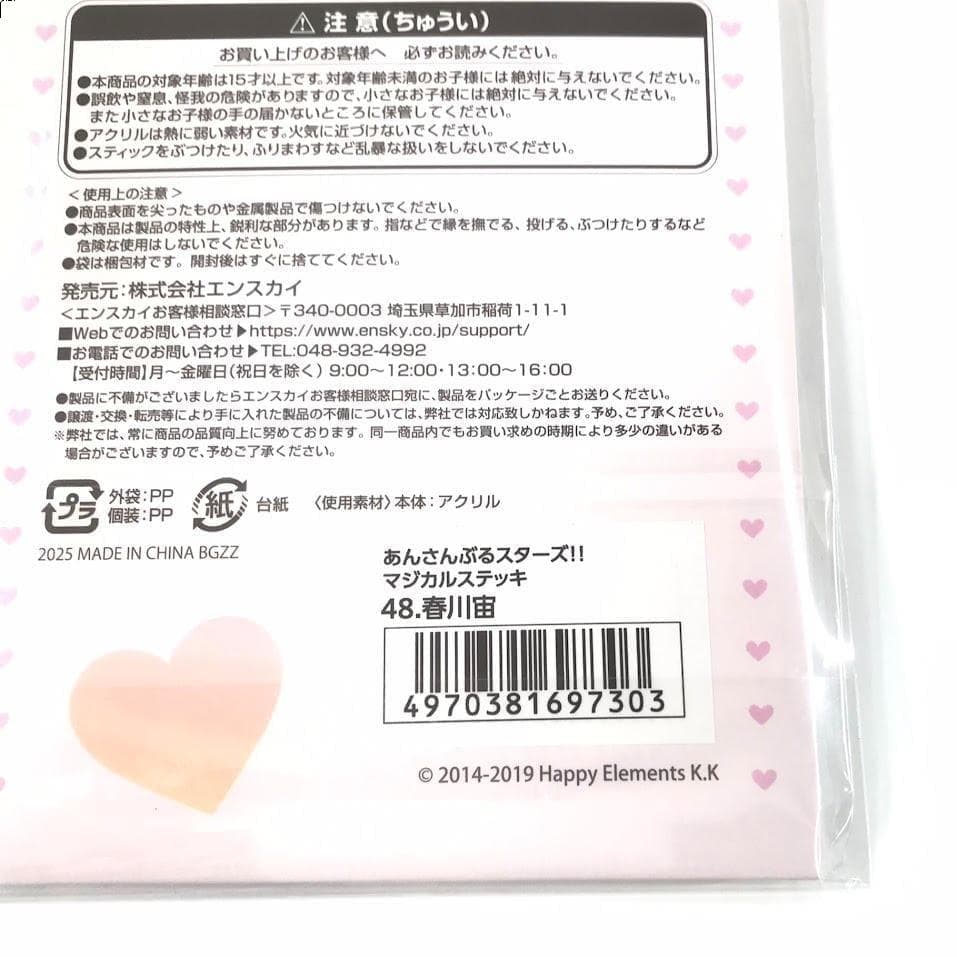 ⚠ 注意(ちゅうい)
お買い上げのお客様へ 必ずお読みください。
●本商品の対象年齢は15才以上です。対象年齢未満のお子様には絶対に与えないでください。
●誤飲や窒息、怪我の危険がありますので、小さなお子様には絶対に与えないでください。
また小さなお子様の手の届かないところに保管してください。
●アクリルは熱に弱い素材です。火気に近づけないでください。
●スティックをぶつけたり、ふりまわすなど乱暴な扱いをしないでください。
<使用上の注意>
●商品表面を尖ったものや金属製品で傷つけないでください。
●本商品は製品の特性上、鋭利な部分があります。指などで縁を撫でる、投げる、ぶつけたりするなど
危険な使用はしないでください。
●袋は梱包材です。開封後はすぐに捨ててください。
発売元:株式会社エンスカイ
<エンスカイお客様相談窓口>〒340-0003 埼玉県草加市稲荷1-11-1
■Webでのお問い合わせ▶https://www.ensky.co.jp/support/
■お電話でのお問い合わせ▶TEL:048-932-4992
【受付時間】月〜金曜日(祝日を除く) 9:00〜12:00・13:00〜16:00
●製品に不備がございましたらエンスカイお客様相談窓口宛に、製品をパッケージごとお送りください。
●譲渡・交換・転売等により手に入れた製品の不備については、弊社では対応致しかねます。予め、ご了承ください。
※弊社では、常に商品の品質向上に努めております。同一商品内でもお買い求めの時期により多少の違いがある
場合がございますので、予めご了承ください。
プラ 外袋:PP
個装:PP
紙 台紙 〈使用素材〉本体:アクリル
2025 MADE IN CHINA BGZZ
あんさんぶるスターズ!!
マジカルステッキ
48.春川宙
4970381697303
© 2014-2019 Happy Elements K.K